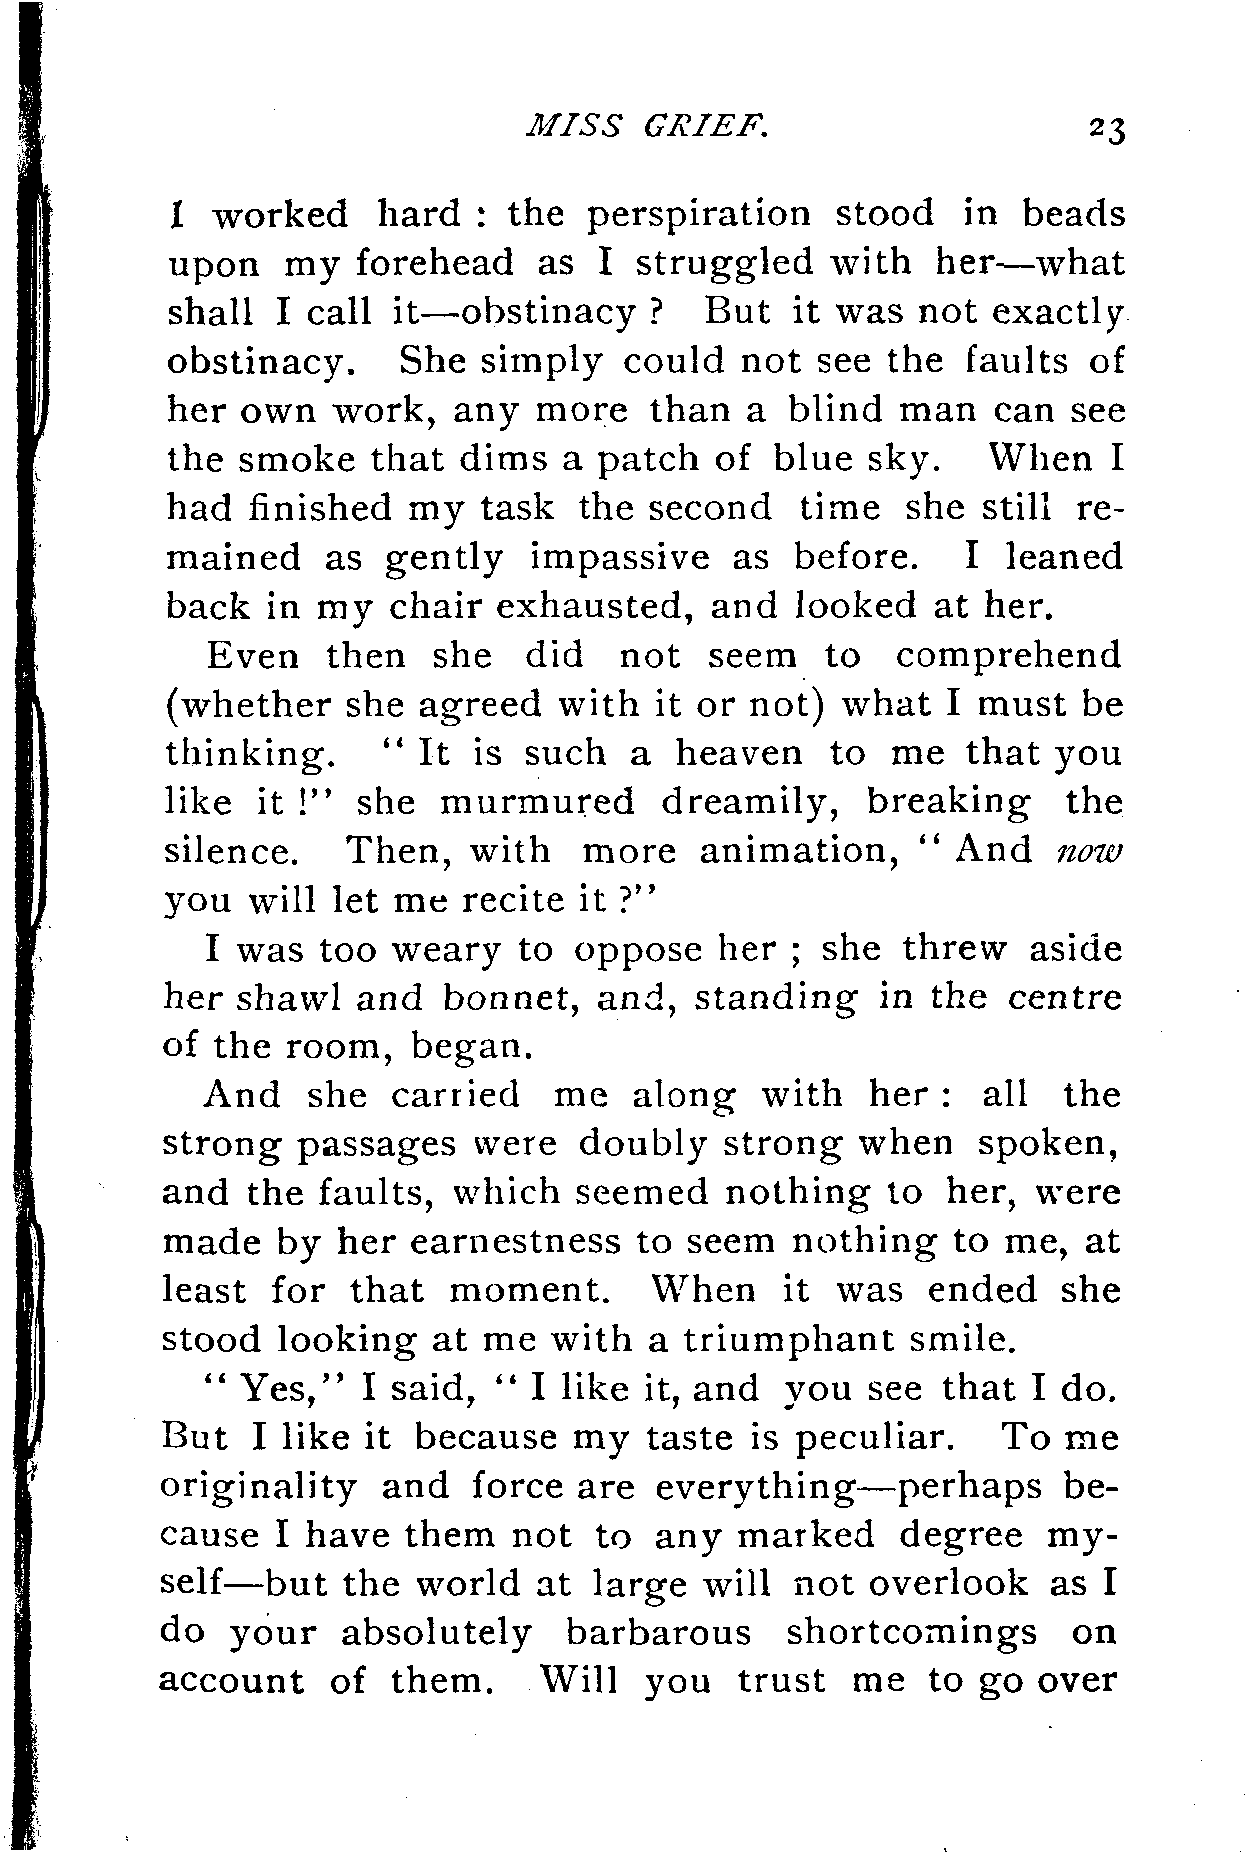 MISS GRIEF. 23
I worked hard : the perspiration stood in beads
upon my forehead as I struggled with her—what
shall I call it—obstinacy ? But it was not exactly
obstinacy. She simply could not see the faults of
her own work, any more than a blind man can see
the smoke that dims a patch of blue sky. When I
had finished my task the second time she still re-
mained as gently impassive as before. I leaned
back in my chair exhausted, and looked at her.
Even then she did not seem to comprehend
(whether she agreed with it or not) what I must be
thinking. “ It is such a heaven to me that you
like it !” she murmured dreamily, breaking the
silence. Then, with more animation, “ And now
you will let me recite it ?”
I was too weary to oppose her ; she threw aside
her shawl and bonnet, and, standing in the centre
of the room, began.
And she carried me along with her : all the
strong passages were doubly strong when spoken,
and the faults, which seemed nothing to her, were
made by her earnestness to seem nothing to me, at
least for that moment. When it was ended she
stood looking at me with a triumphant smile.
“ Yes,” I said, “ I like it, and you see that I do.
But I like it because my taste is peculiar. To me
originality and force are everything—perhaps be-
cause I have them not to any marked degree my-
self—but the world at large will not overlook as I
do your absolutely barbarous shortcomings on
account of them. Will you trust me to go over